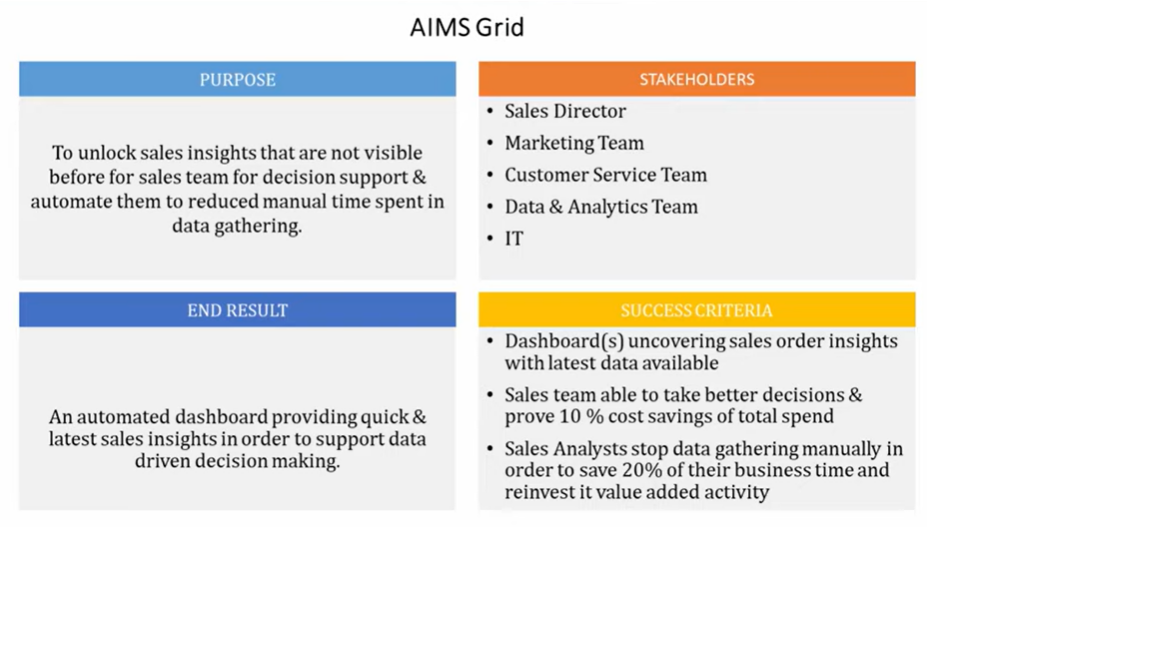 AIMS Grid
PURPOSE
To unlock sales insights that are not visible
before for sales team for decision support &
automate them to reduced manual time spent in
data gathering.
STAKEHOLDERS
• Sales Director
• Marketing Team
• Customer Service Team
• Data & Analytics Team
• IT
END RESULT
An automated dashboard providing quick &
latest sales insights in order to support data
driven decision making.
SUCCESS CRITERIA
• Dashboard(s) uncovering sales order insights
with latest data available
• Sales team able to take better decisions &
prove 10 % cost savings of total spend
• Sales Analysts stop data gathering manually in
order to save 20% of their business time and
reinvest it value added activity